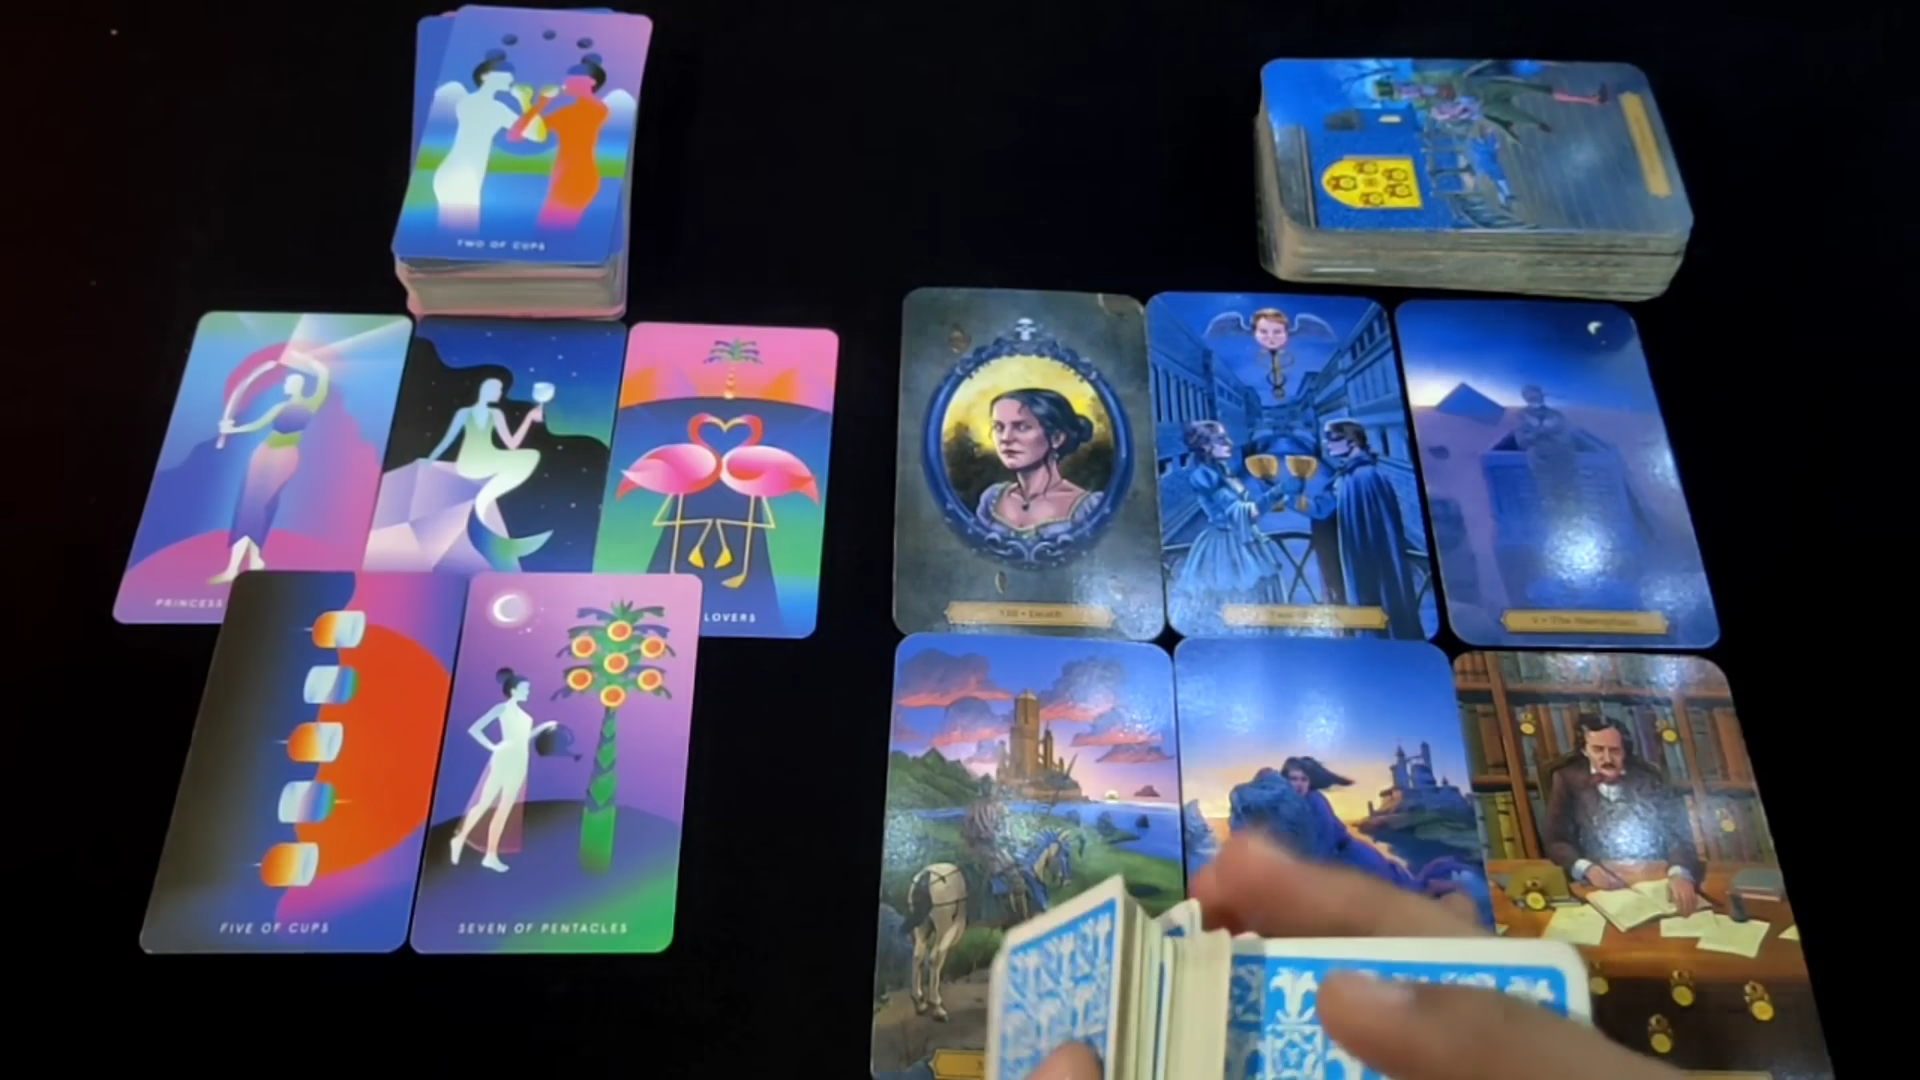 TWO OF CUPS
PRINCESS
LOVERS
XIII • Death
V • The Hierophant
FIVE OF CUPS
SEVEN OF PENTACLES